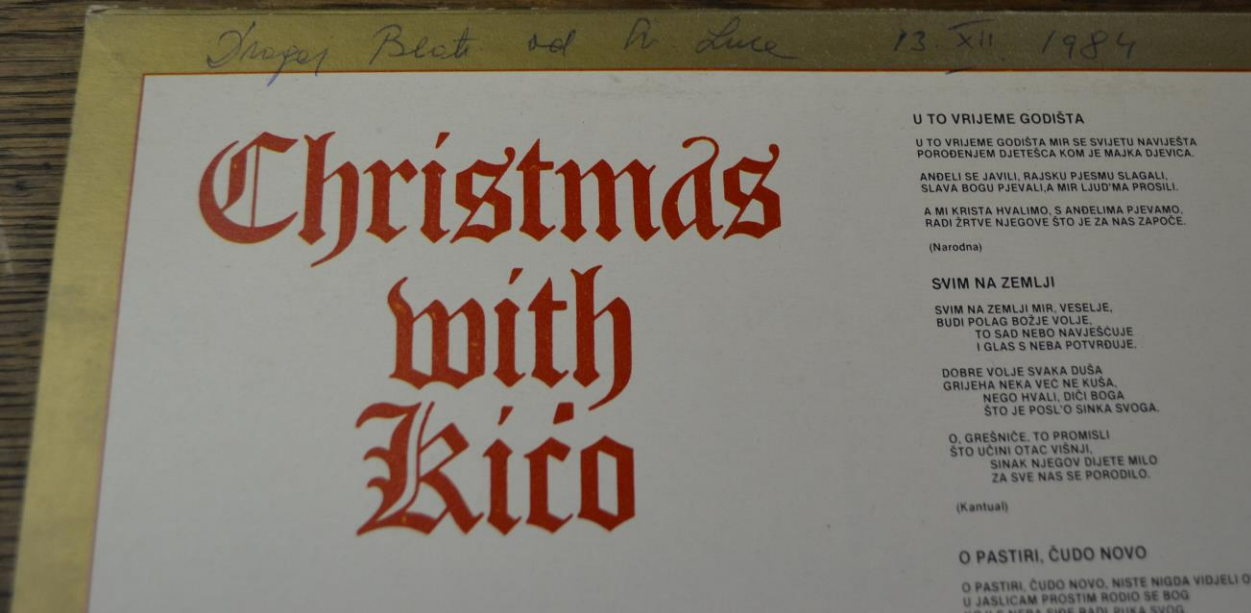 Dragoj Beati od Sv Luce 13. XII. 1984
Christmas
with
Kićo
U TO VRIJEME GODIŠTA
U TO VRIJEME GODIŠTA MIR SE SVIJETU NAVIJEŠTA
POROĐENJEM DJETEŠCA KOM JE MAJKA DJEVICA.
ANĐELI SE JAVILI, RAJSKU PJESMU SLAGALI,
SLAVA BOGU PJEVALI,A MIR LJUD'MA PROSILI.
A MI KRISTA HVALIMO, S ANĐELIMA PJEVAMO,
RADI ŽRTVE NJEGOVE ŠTO JE ZA NAS ZAPOČE.
(Narodna)
SVIM NA ZEMLJI
SVIM NA ZEMLJI MIR, VESELJE,
BUDI POLAG BOŽJE VOLJE,
TO SAD NEBO NAVJEŠĆUJE
I GLAS S NEBA POTVRĐUJE.
DOBRE VOLJE SVAKA DUŠA
GRIJEHA NEKA VEĆ NE KUŠA,
NEGO HVALI, DIČI BOGA
ŠTO JE POSL'O SINKA SVOGA.
O, GREŠNIČE, TO PROMISLI
ŠTO UČINI OTAC VIŠNJI,
SINAK NJEGOV DIJETE MILO
ZA SVE NAS SE PORODILO.
(Kantual)
O PASTIRI, ČUDO NOVO
O PASTIRI, ČUDO NOVO, NISTE NIGDA VIDJELI
U JASLICAM PROSTIM RODIO SE BOG